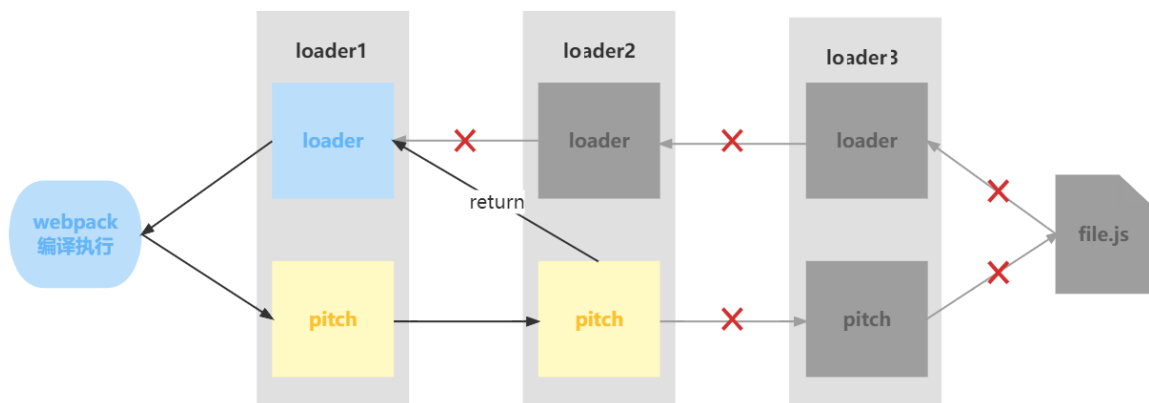 loader1
loader2
loader3
loader
loader
loader
return
webpack
编译执行
file.js
pitch
pitch
pitch